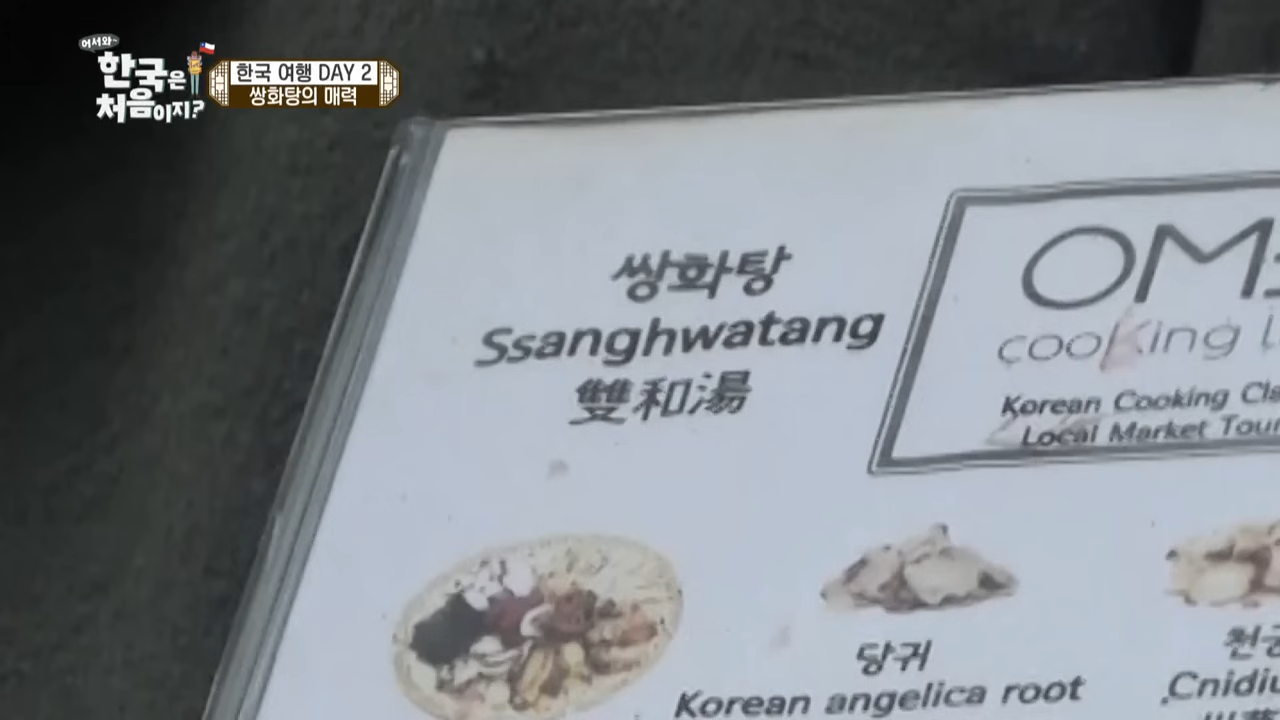 어서와~
한국은
처음이지?
한국 여행 DAY 2
쌍화탕의 매력
쌍화탕
Ssanghwatang
雙和湯
OM
cooking
Korean Cooking
Local Market Tour
당귀
Korean angelica root